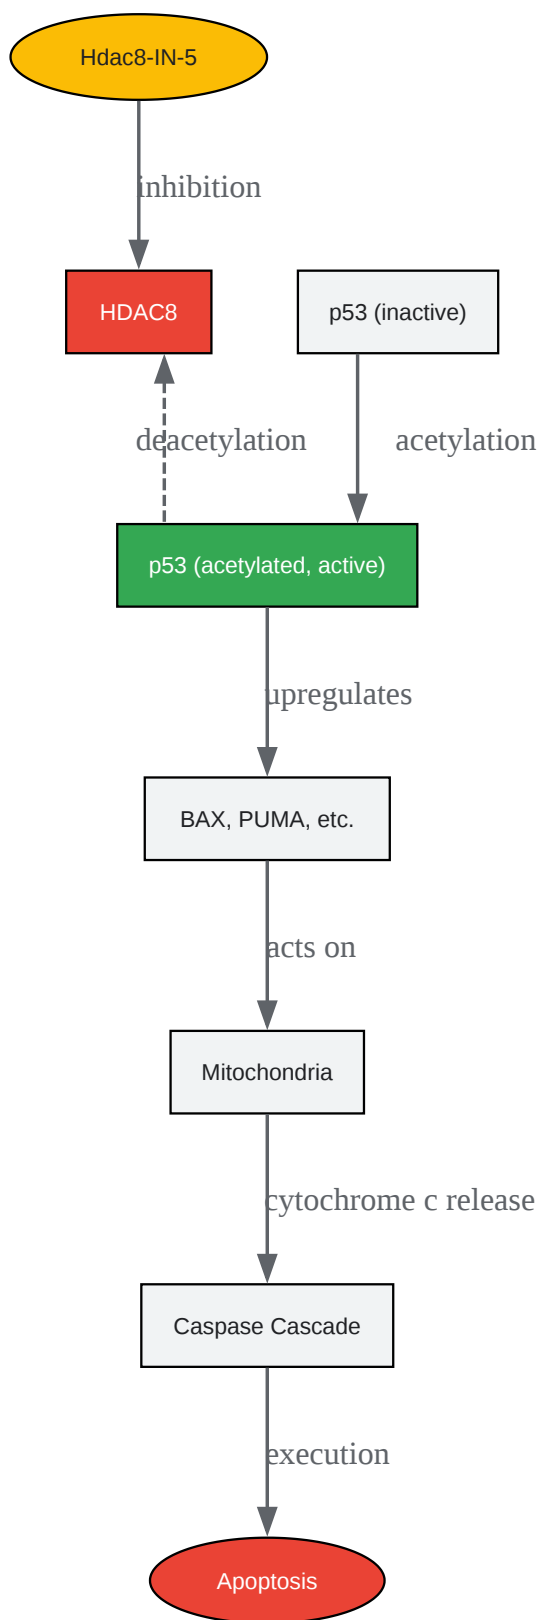 Hdac8-IN-5
inhibition
HDAC8
p53 (inactive)
deacetylation
acetylation
p53 (acetylated, active)
upregulates
BAX, PUMA, etc.
acts on
Mitochondria
cytochrome c release
Caspase Cascade
execution
Apoptosis